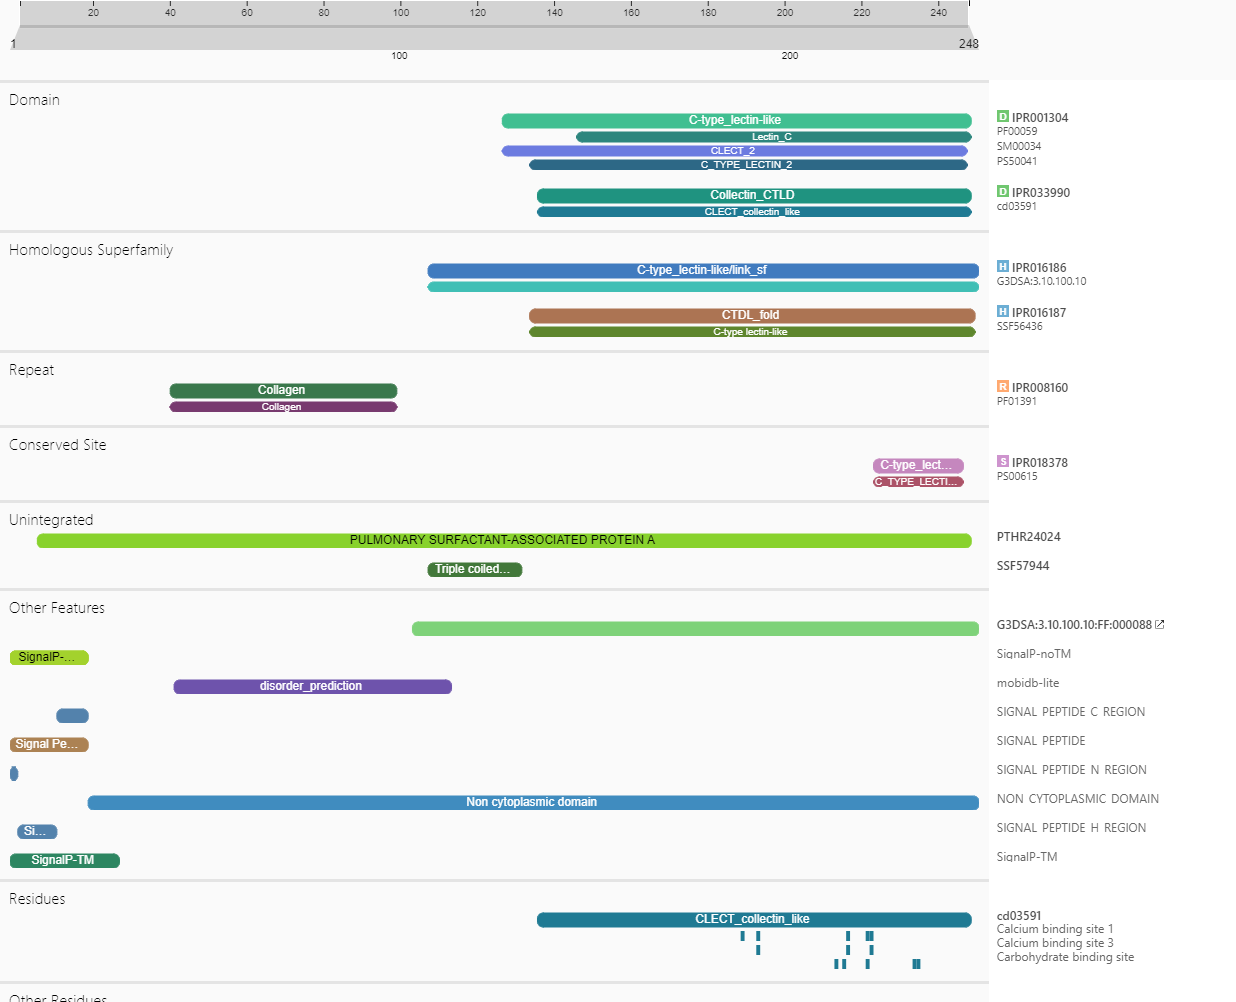 20 40 60 80 100 120 140 160 180 200 220 240
1 248
100 200
Domain
C-type_lectin-like
D IPR001304
Lectin_C
PF00059
CLECT_2
SM00034
C_TYPE_LECTIN_2
PS50041
Collectin_CTLD
D IPR033990
CLECT_collectin_like
cd03591
Homologous Superfamily
C-type_lectin-like/link_sf
H IPR016186
G3DSA:3.10.100.10
CTDL_fold
H IPR016187
C-type lectin-like
SSF56436
Repeat
Collagen
R IPR008160
Collagen
PF01391
Conserved Site
C-type_lect...
S IPR018378
C_TYPE_LECTI...
PS00615
Unintegrated
PULMONARY SURFACTANT-ASSOCIATED PROTEIN A
PTHR24024
Triple coiled...
SSF57944
Other Features
G3DSA:3.10.100.10:FF:000088
SignalP-...
SignalP-noTM
disorder_prediction
mobidb-lite
SIGNAL PEPTIDE C REGION
Signal Pe...
SIGNAL PEPTIDE
SIGNAL PEPTIDE N REGION
Non cytoplasmic domain
NON CYTOPLASMIC DOMAIN
Si...
SIGNAL PEPTIDE H REGION
SignalP-TM
SignalP-TM
Residues
CLECT_collectin_like
cd03591
Calcium binding site 1
Calcium binding site 3
Carbohydrate binding site
Other Residues